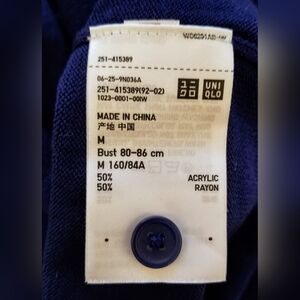 251-415389
06-25-9N036A
251-415389(92-02)
1023-0001-00IW
ユニ
クロ
UNI
QLO
MADE IN CHINA
产地 中国
M
Bust 80-86 cm
M 160/84A
50% ACRYLIC
50% RAYON